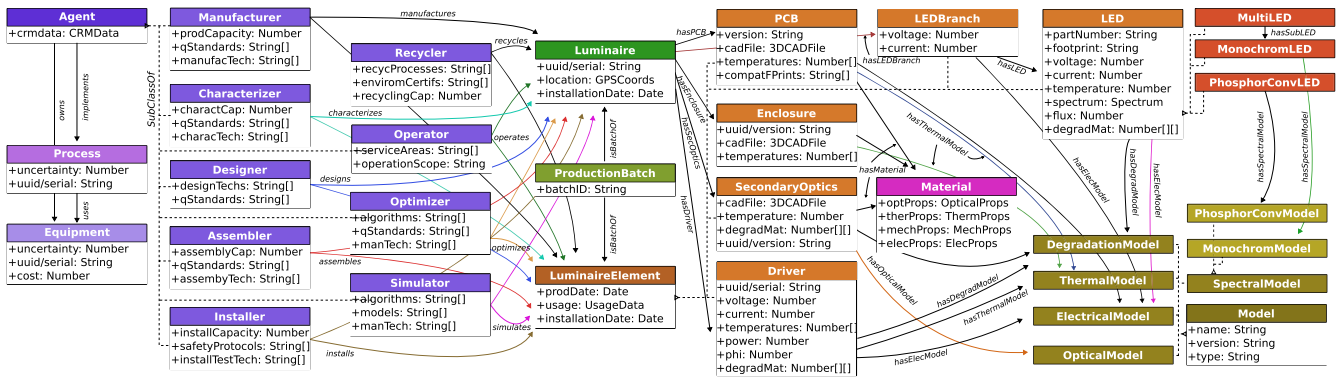 Agent
+crmdata: CRMData
owns
implements
Process
+uncertainty: Number
+uuid/serial: String
uses
Equipment
+uncertainty: Number
+uuid/serial: String
+cost: Number
SubClassOf
Manufacturer
+prodCapacity: Number
+qStandards: String[]
+manufacTech: String[]
Characterizer
+charactCap: Number
+qStandards: String[]
+characTech: String[]
Designer
+designTechs: String[]
+qStandards: String[]
Assembler
+assemblyCap: Number
+qStandards: String[]
+assembyTech: String[]
Installer
+installCapacity: Number
+safetyProtocols: String[]
+installTestTech: String[]
manufactures
recycles
characterizes
operates
designs
optimizes
assembles
simulates
installs
Recycler
+recycProcesses: String[]
+enviromCertifs: String[]
+recyclingCap: Number
Operator
+serviceAreas: String[]
+operationScope: String
Optimizer
+algorithms: String[]
+qStandards: String[]
+manTech: String[]
Simulator
+algorithms: String[]
+models: String[]
+manTech: String[]
Luminaire
+uuid/serial: String
+location: GPSCoords
+installationDate: Date
isBatchOf
ProductionBatch
+batchID: String
isBatchOf
LuminaireElement
+prodDate: Date
+usage: UsageData
+installationDate: Date
hasPCB
hasEnclosure
hasSecOptics
hasDriver
PCB
+version: String
+cadFile: 3DCADFile
+temperatures: Number[]
+compatFPrints: String[]
Enclosure
+uuid/version: String
+cadFile: 3DCADFile
+temperatures: Number[]
SecondaryOptics
+cadFile: 3DCADFile
+temperature: Number
+degradMat: Number[][]
+uuid/version: String
Driver
+uuid/serial: String
+voltage: Number
+current: Number
+temperatures: Number[]
+power: Number
+phi: Number
+degradMat: Number[][]
LEDBranch
+voltage: Number
+current: Number
hasLEDBranch
hasLED
hasThermalModel
hasMaterial
Material
+optProps: OpticalProps
+therProps: ThermProps
+mechProps: MechProps
+elecProps: ElecProps
hasOpticalModel
hasDegradModel
hasThermalModel
hasElecModel
LED
+partNumber: String
+footprint: String
+voltage: Number
+current: Number
+temperature: Number
+spectrum: Spectrum
+flux: Number
+degradMat: Number[][]
hasElecModel
hasDegradModel
hasElecModel
DegradationModel
ThermalModel
ElectricalModel
OpticalModel
MultiLED
hasSubLED
MonochromLED
PhosphorConvLED
hasSpectralModel
hasSpectralModel
PhosphorConvModel
MonochromModel
SpectralModel
Model
+name: String
+version: String
+type: String